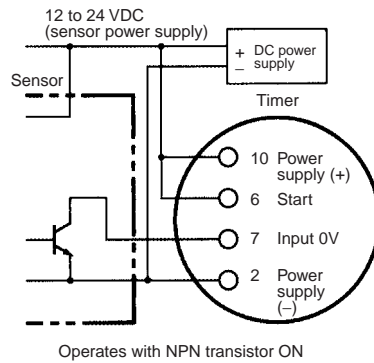 12 to 24 VDC
(sensor power supply)
+ DC power
− supply
Sensor
Timer
10 Power
supply (+)
6 Start
7 Input 0V
2 Power
supply
(−)
Operates with NPN transistor ON